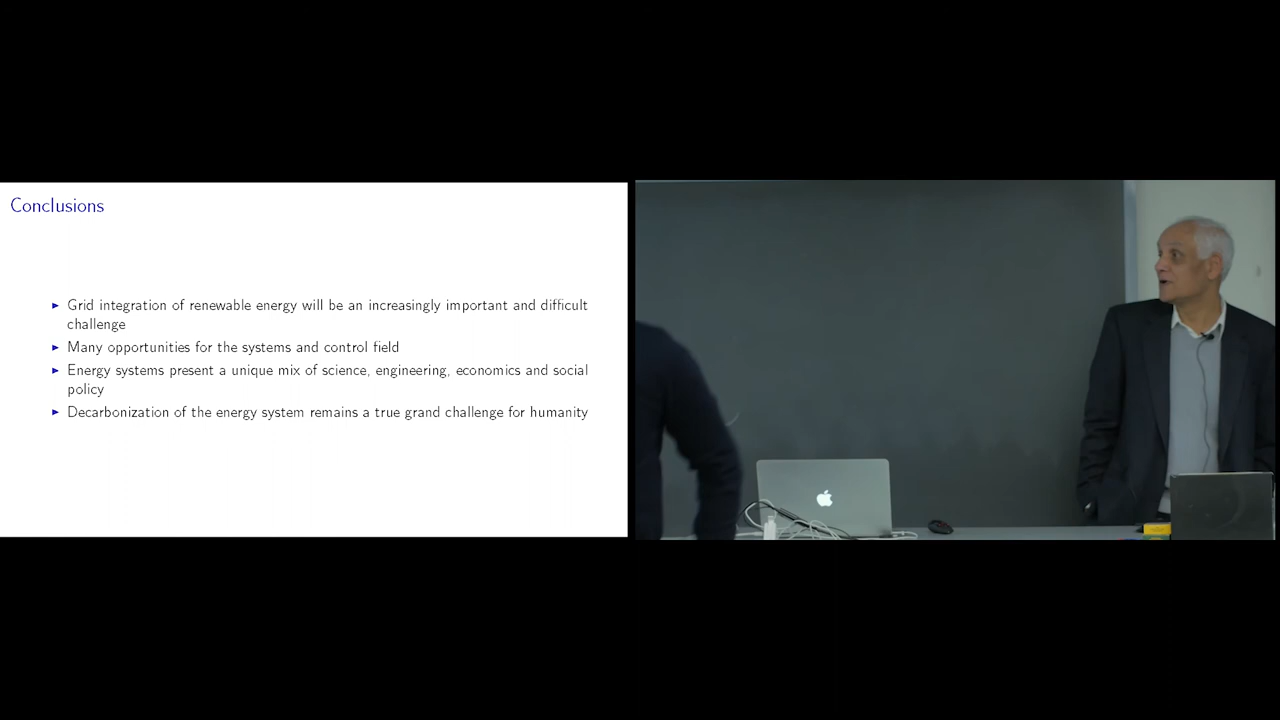 Conclusions
Grid integration of renewable energy will be an increasingly important and difficult
challenge
Many opportunities for the systems and control field
Energy systems present a unique mix of science, engineering, economics and social
policy
Decarbonization of the energy system remains a true grand challenge for humanity